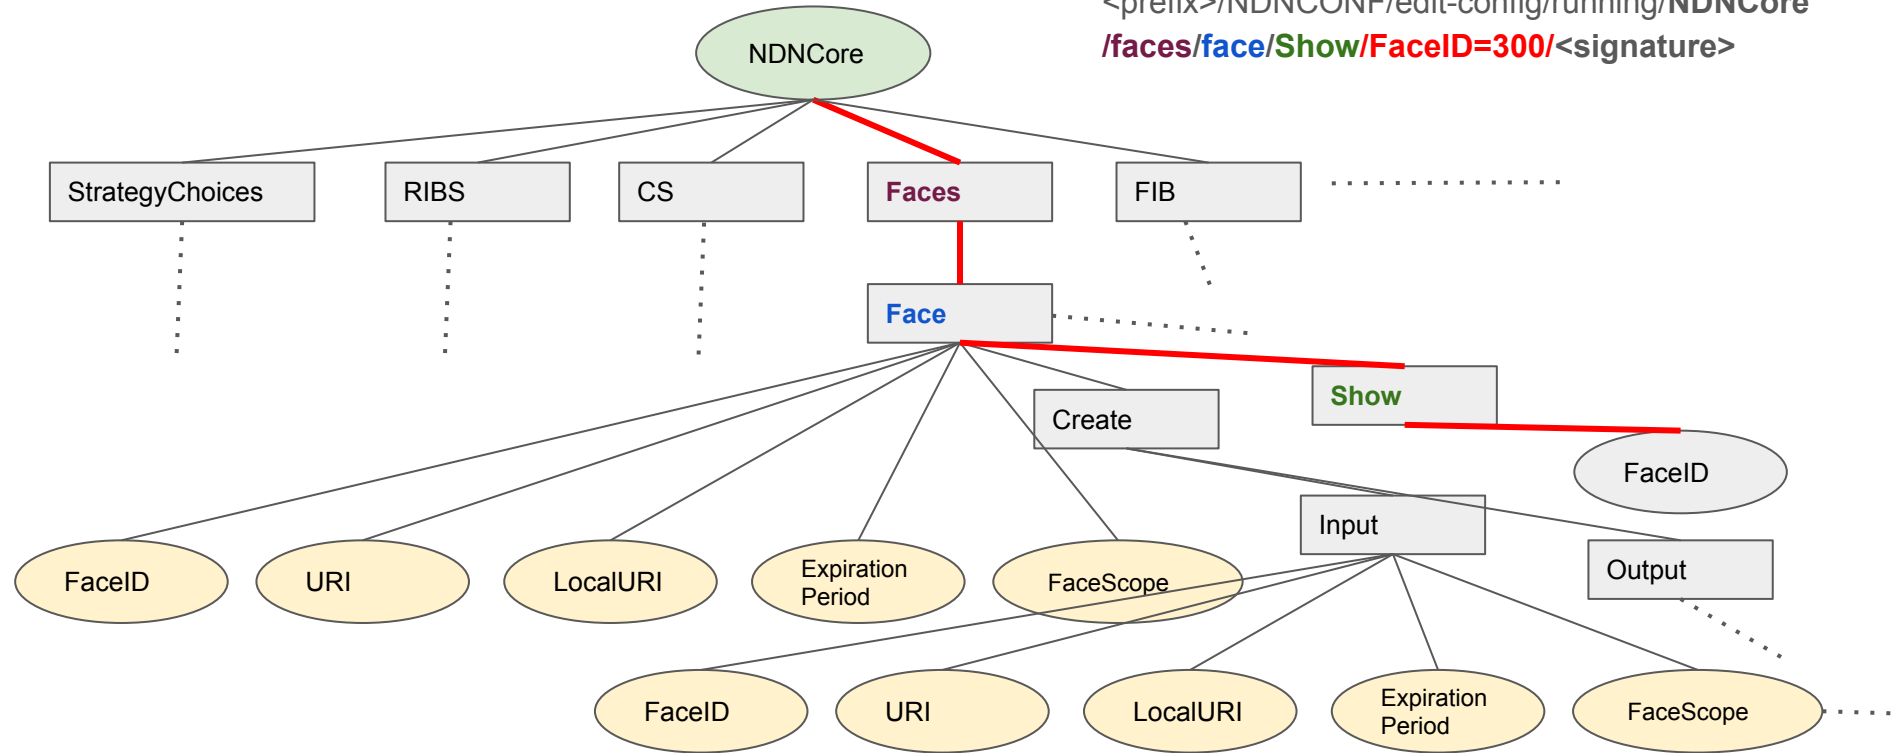 <prefix>/NDNCONF/edit-config/running/NDNCore
/faces/face/Show/FaceID=300/<signature>
NDNCore
StrategyChoices
RIBS
CS
Faces
FIB
Face
Show
Create
FaceID
Input
Output
FaceID
URI
LocalURI
Expiration
Period
FaceScope
FaceID
URI
LocalURI
Expiration
Period
FaceScope